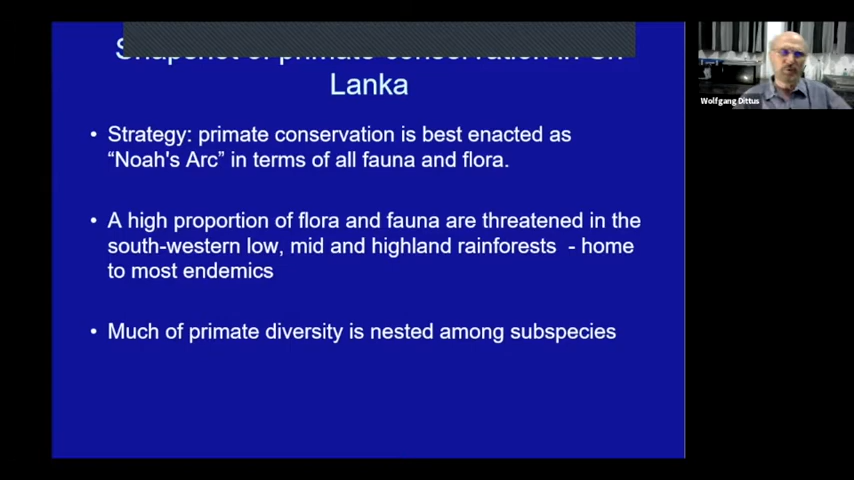 Snapshot of primate conservation in Sri
Lanka
• Strategy: primate conservation is best enacted as
“Noah's Arc” in terms of all fauna and flora.
• A high proportion of flora and fauna are threatened in the
south-western low, mid and highland rainforests - home
to most endemics
• Much of primate diversity is nested among subspecies
Wolfgang Dittus